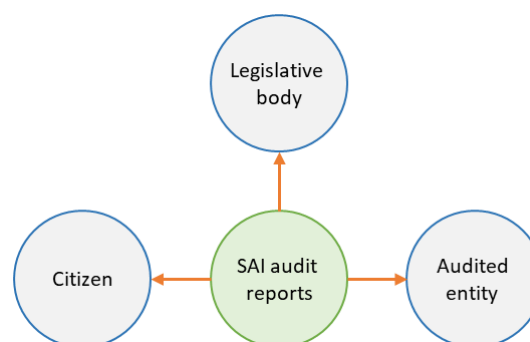 Legislative
body
Citizen
SAI audit
reports
Audited
entity